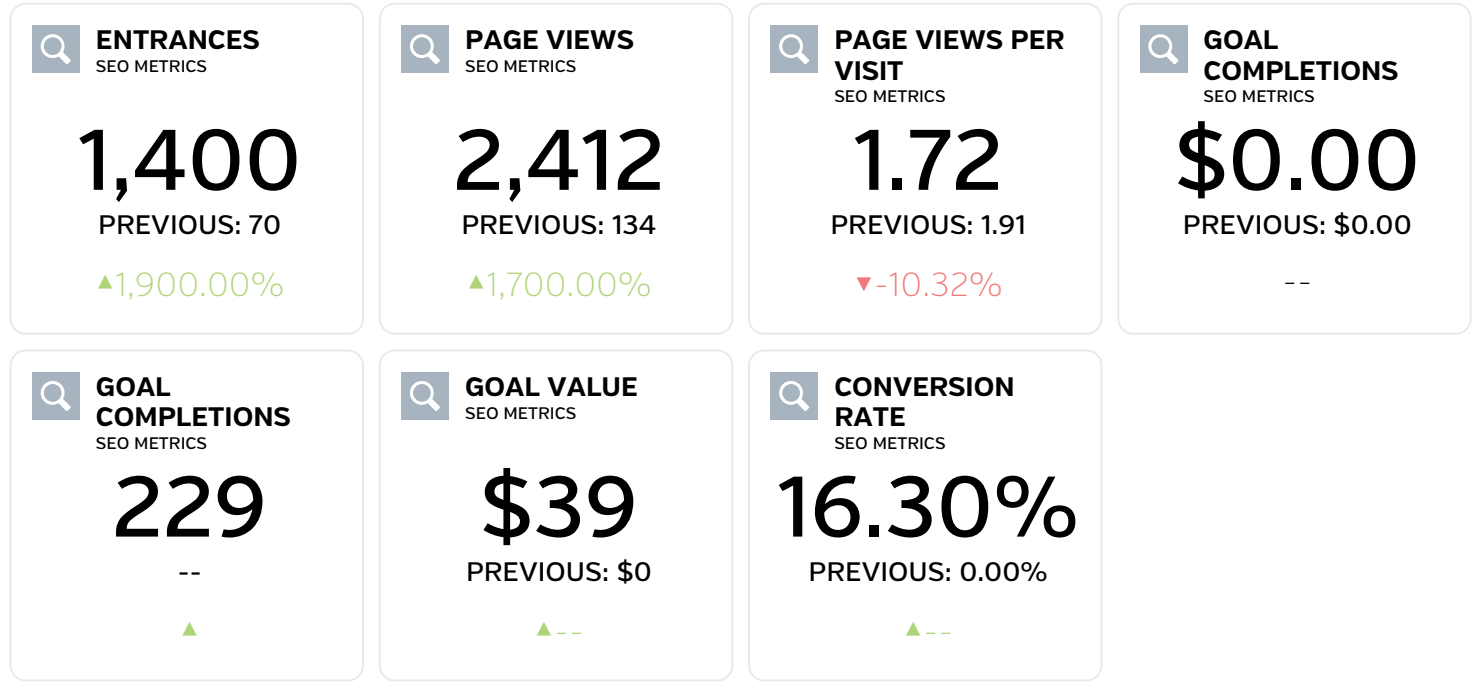 ENTRANCES
SEO METRICS
1,400
PREVIOUS: 70
▲1,900.00%
PAGE VIEWS
SEO METRICS
2,412
PREVIOUS: 134
▲1,700.00%
PAGE VIEWS PER
VISIT
SEO METRICS
1.72
PREVIOUS: 1.91
▼-10.32%
GOAL
COMPLETIONS
SEO METRICS
$0.00
PREVIOUS: $0.00
--
GOAL
COMPLETIONS
SEO METRICS
229
--
▲
GOAL VALUE
SEO METRICS
$39
PREVIOUS: $0
▲--
CONVERSION
RATE
SEO METRICS
16.30%
PREVIOUS: 0.00%
▲--